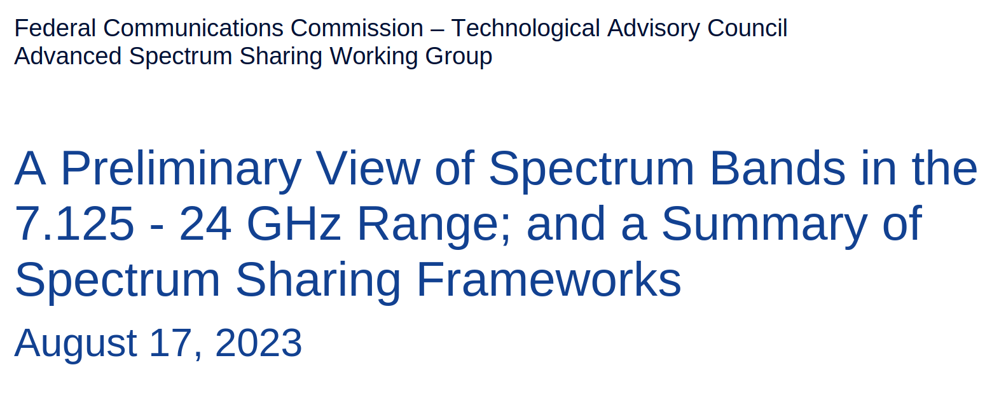 Federal Communications Commission – Technological Advisory Council
Advanced Spectrum Sharing Working Group
A Preliminary View of Spectrum Bands in the
7.125 - 24 GHz Range; and a Summary of
Spectrum Sharing Frameworks
August 17, 2023